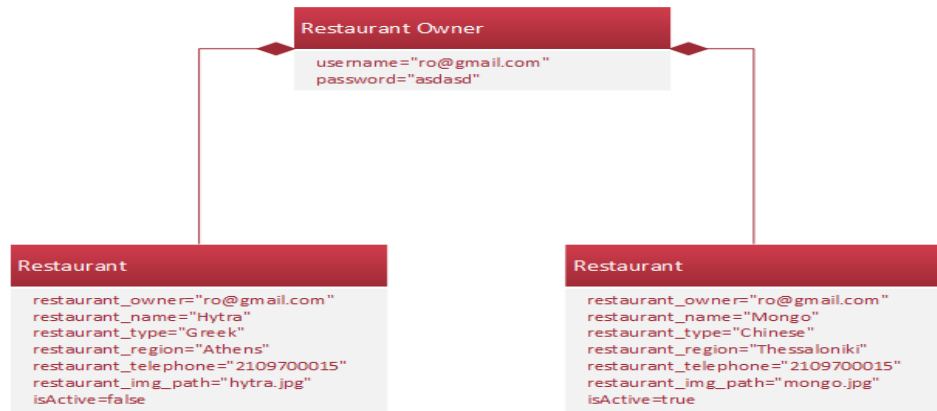 Restaurant Owner
username="ro@gmail.com"
password="asdasd"
Restaurant
restaurant_owner="ro@gmail.com"
restaurant_name="Hytra"
restaurant_type="Greek"
restaurant_region="Athens"
restaurant_telephone="2109700015"
restaurant_img_path="hytra.jpg"
isActive=false
Restaurant
restaurant_owner="ro@gmail.com"
restaurant_name="Mongo"
restaurant_type="Chinese"
restaurant_region="Thessaloniki"
restaurant_telephone="2109700015"
restaurant_img_path="mongo.jpg"
isActive=true